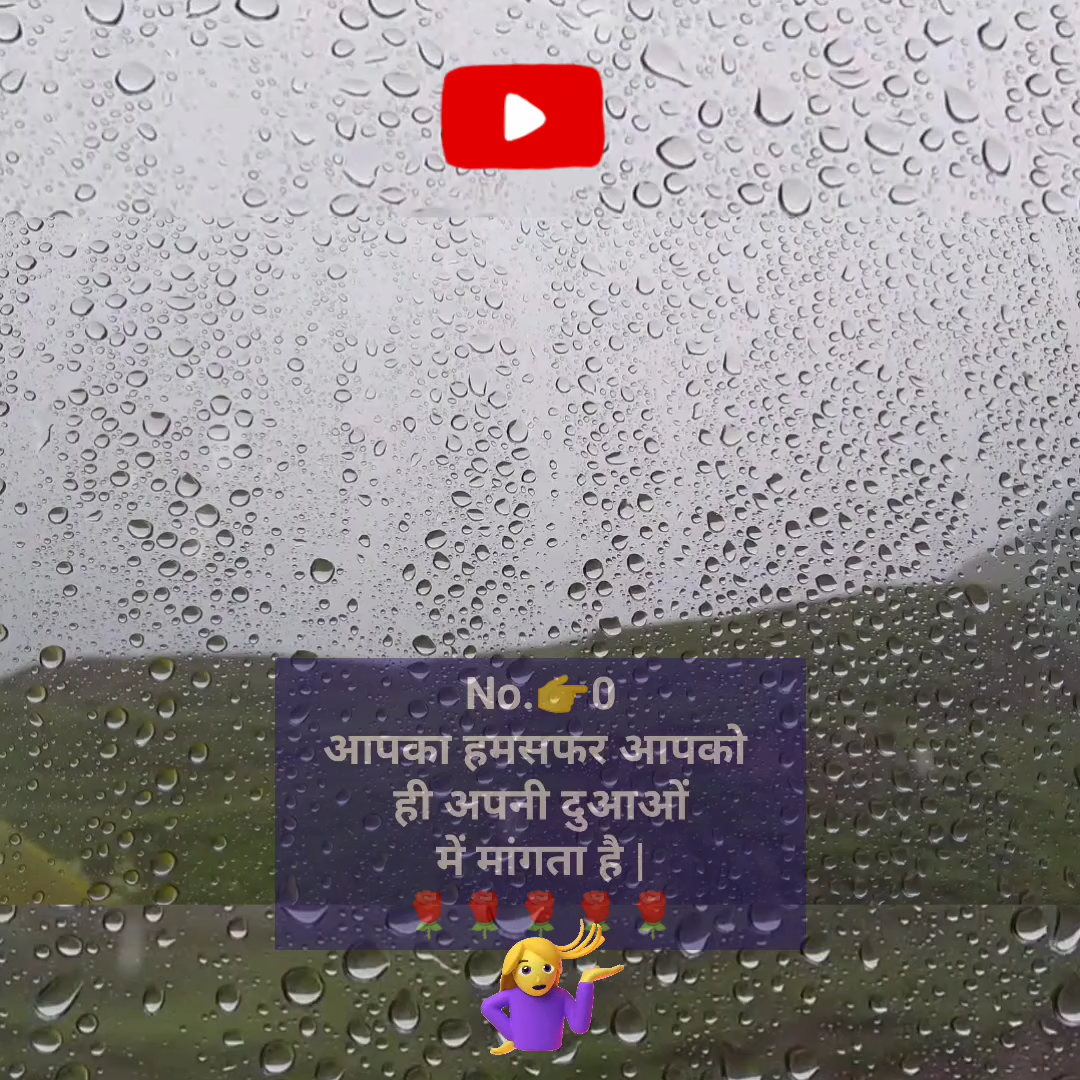 No.👉0
आपका हमसफर आपको
ही अपनी दुआओं
में मांगता है |
🌹🌹🌹🌹🌹